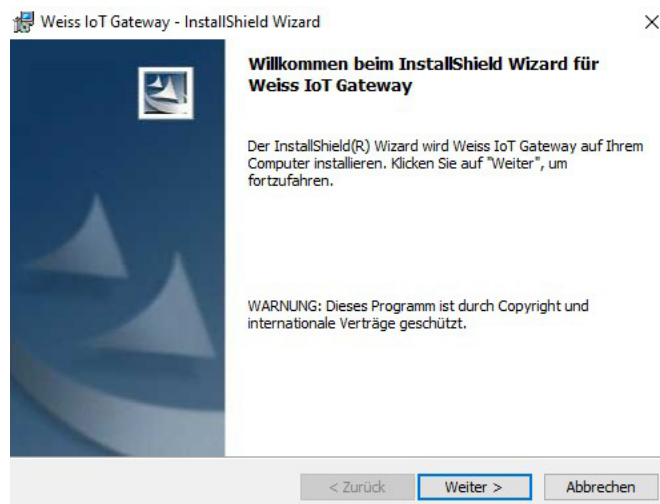 Weiss IoT Gateway - InstallShield Wizard
Willkommen beim InstallShield Wizard für
Weiss IoT Gateway
Der InstallShield(R) Wizard wird Weiss IoT Gateway auf Ihrem
Computer installieren. Klicken Sie auf "Weiter", um
fortzufahren.
WARNUNG: Dieses Programm ist durch Copyright und
internationale Verträge geschützt.
< Zurück
Weiter >
Abbrechen